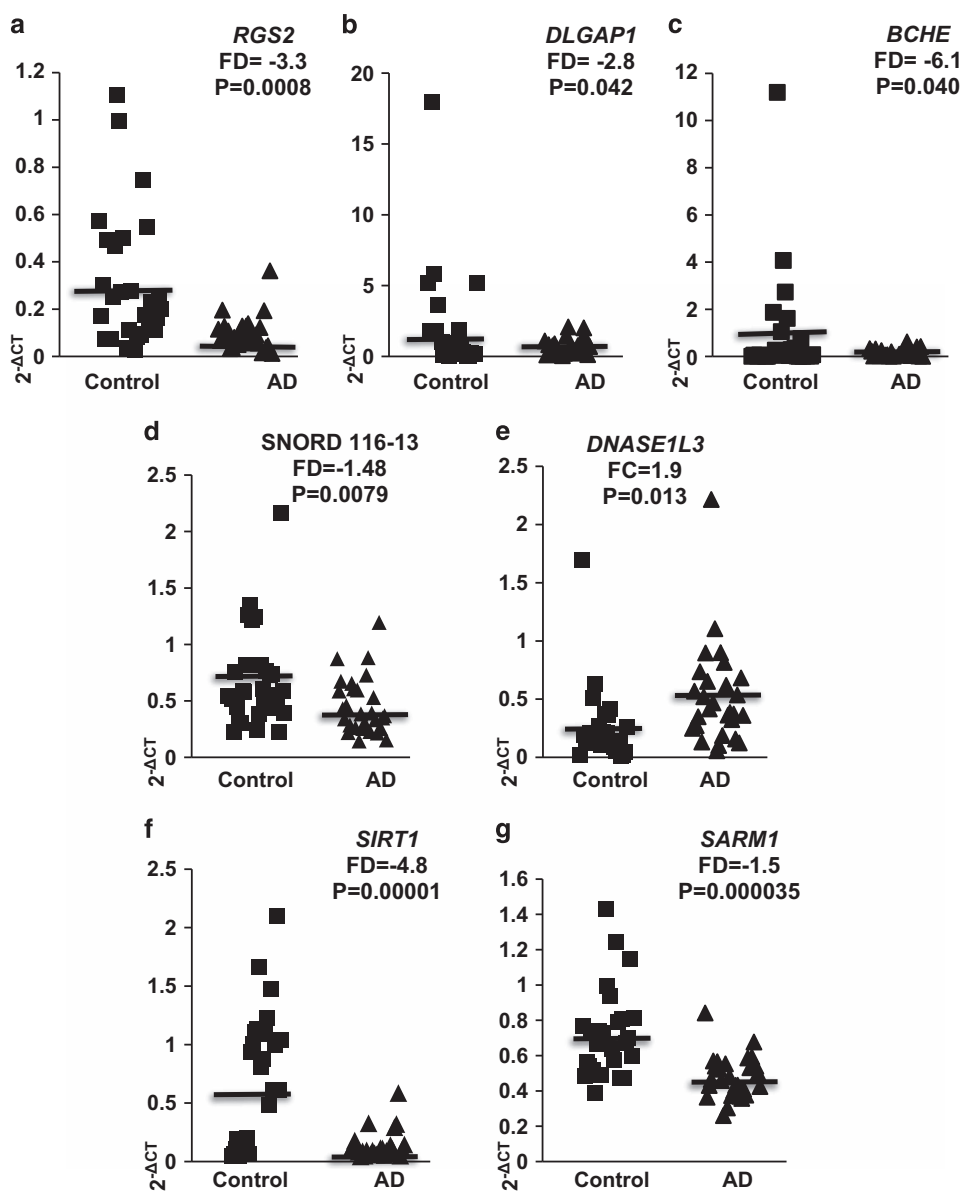 a
RGS2
FD= -3.3
P=0.0008
1.2
1
0.8
0.6
0.4
0.2
0
2-ΔCT
Control
AD
b
DLGAP1
FD= -2.8
P=0.042
20
15
10
5
0
Control
AD
c
BCHE
FD= -6.1
P=0.040
12
10
8
6
4
2
0
2-ΔCT
Control
AD
d
SNORD 116-13
FD=-1.48
P=0.0079
2.5
2
1.5
1
0.5
0
2-ΔCT
Control
AD
e
DNASE1L3
FC=1.9
P=0.013
2.5
2
1.5
1
0.5
0
2-ΔCT
Control
AD
f
SIRT1
FD=-4.8
P=0.00001
2.5
2
1.5
1
0.5
0
2-ΔCT
Control
AD
g
SARM1
FD=-1.5
P=0.000035
1.6
1.4
1.2
1
0.8
0.6
0.4
0.2
0
2-ΔCT
Control
AD